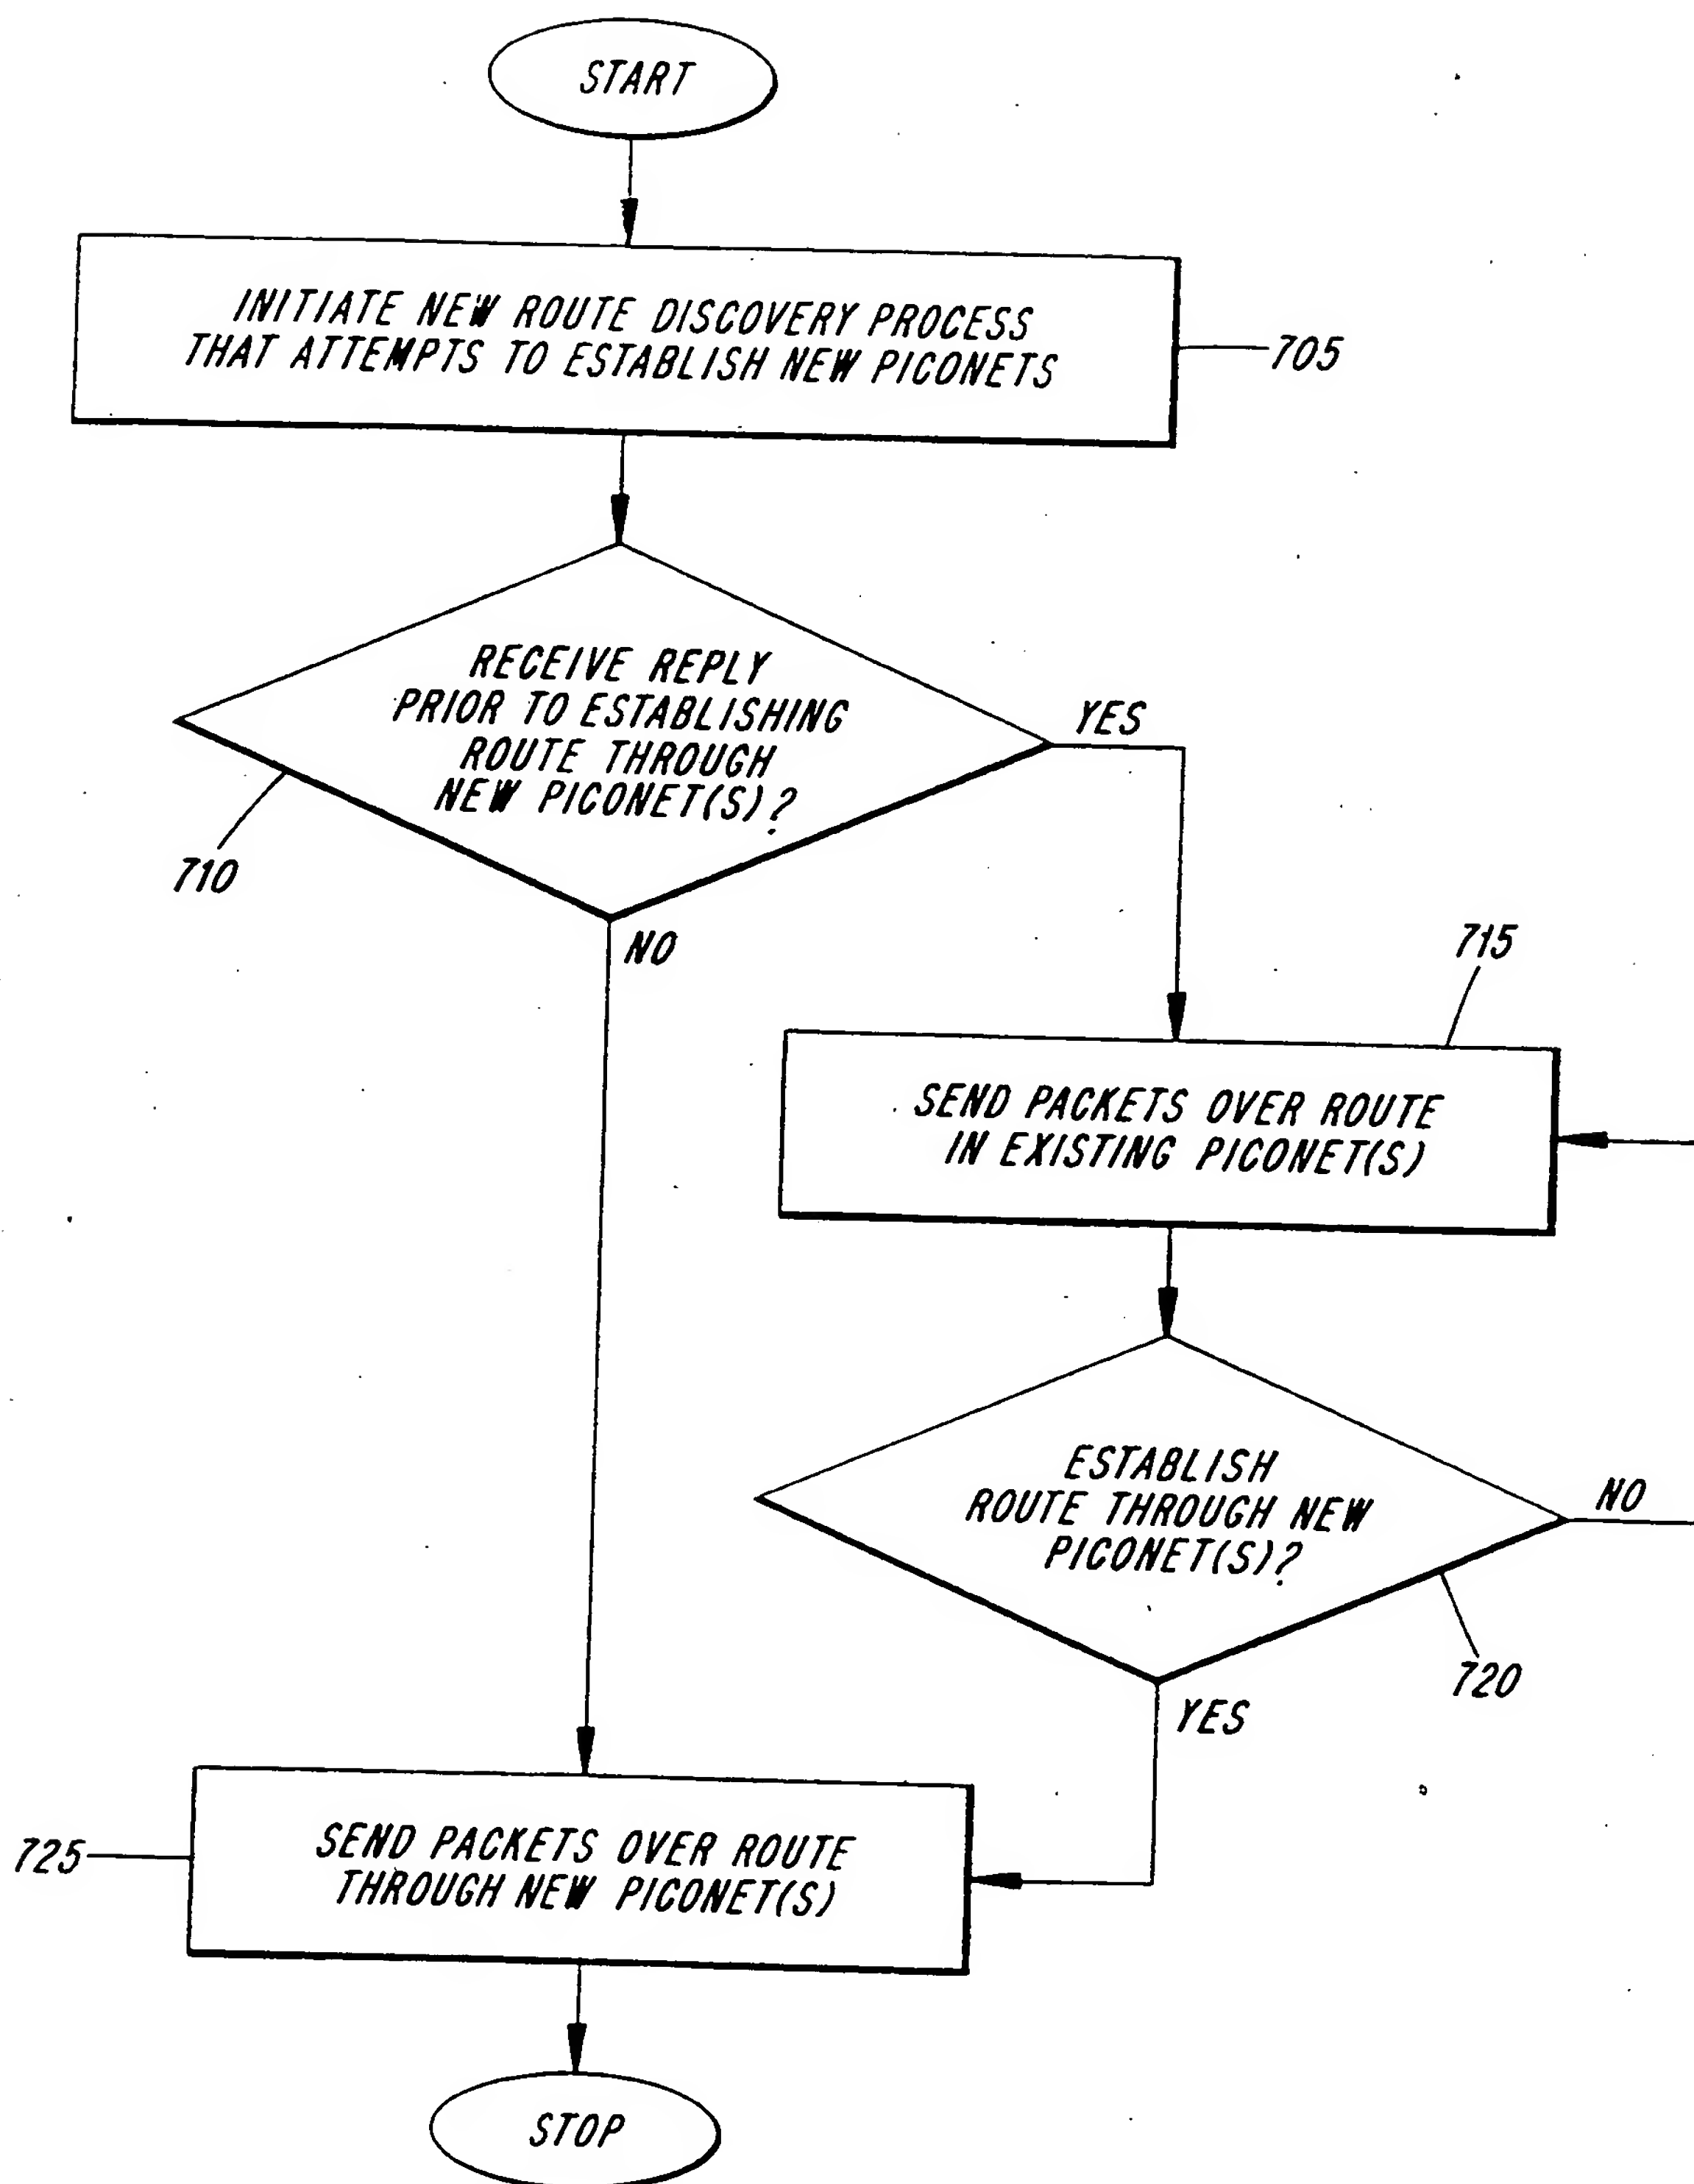 START
INITIATE NEW ROUTE DISCOVERY PROCESS
THAT ATTEMPTS TO ESTABLISH NEW PICONETS
705
RECEIVE REPLY
PRIOR TO ESTABLISHING
ROUTE THROUGH
NEW PICONET(S)?
YES
710
NO
715
SEND PACKETS OVER ROUTE
IN EXISTING PICONET(S)
ESTABLISH
ROUTE THROUGH NEW
PICONET(S)?
NO
720
YES
725
SEND PACKETS OVER ROUTE
THROUGH NEW PICONET(S)
STOP